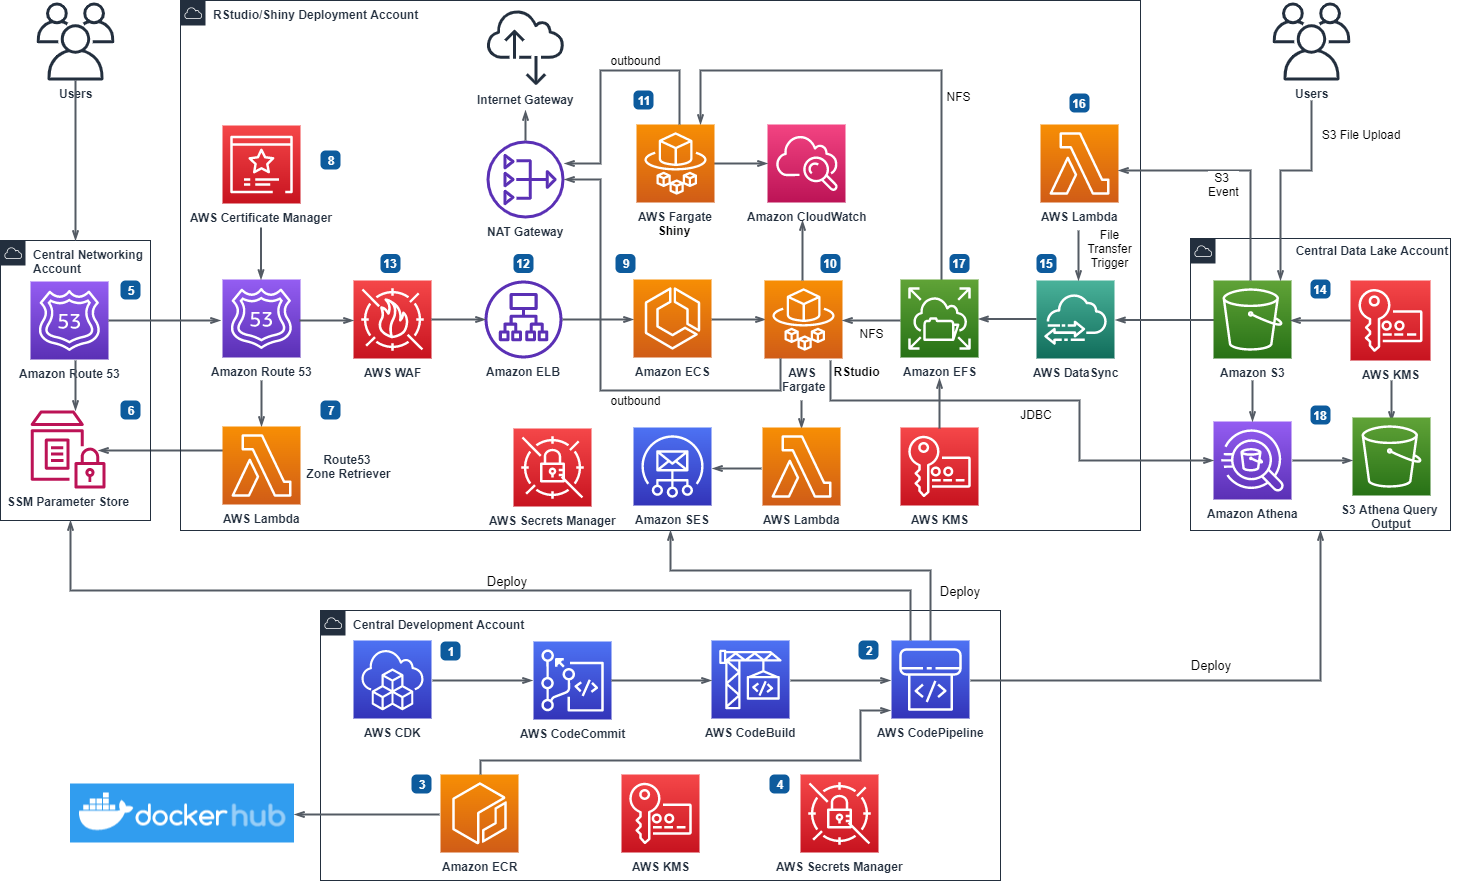 Users
RStudio/Shiny Deployment Account
Internet Gateway
outbound
11
NFS
16
Users
S3 File Upload
8
AWS Certificate Manager
NAT Gateway
AWS Fargate
Shiny
Amazon CloudWatch
AWS Lambda
S3
Event
File
Transfer
Trigger
Central Networking
Account
Central Data Lake Account
5
53
Amazon Route 53
53
Amazon Route 53
13
AWS WAF
12
Amazon ELB
9
Amazon ECS
10
AWS
Fargate
RStudio
NFS
17
Amazon EFS
15
AWS DataSync
14
Amazon S3
AWS KMS
outbound
JDBC
6
SSM Parameter Store
7
Route53
Zone Retriever
AWS Lambda
AWS Secrets Manager
Amazon SES
AWS Lambda
AWS KMS
18
Amazon Athena
S3 Athena Query
Output
Deploy
Deploy
Deploy
Central Development Account
1
AWS CDK
</>
AWS CodeCommit
</>
AWS CodeBuild
2
</>
AWS CodePipeline
dockerhub
3
Amazon ECR
AWS KMS
4
AWS Secrets Manager